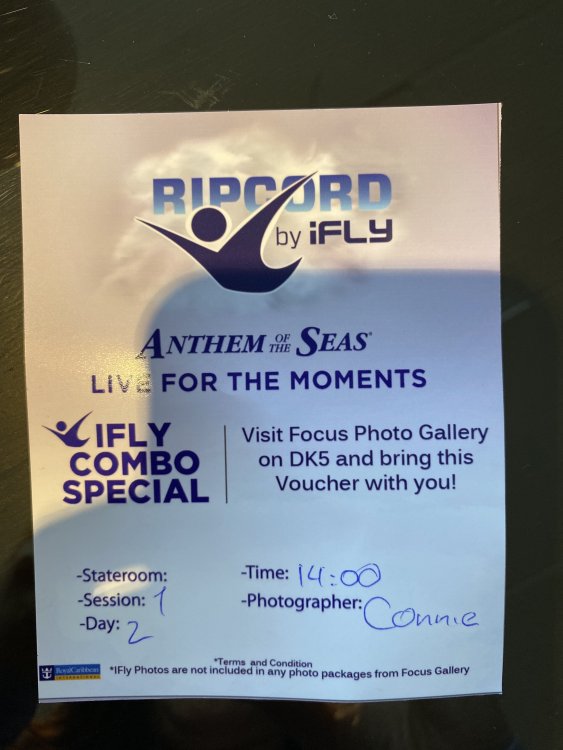 RIPCORD
by iFLY
ANTHEM OF THE SEAS®
LIVE FOR THE MOMENTS
IFLY
COMBO
SPECIAL
Visit Focus Photo Gallery
on DK5 and bring this
Voucher with you!
-Stateroom:
-Session: 1
-Day: 2
-Time: 14:00
-Photographer: Connie
*Terms and Condition
*IFly Photos are not included in any photo packages from Focus Gallery
RoyalCaribbean
INTERNATIONAL